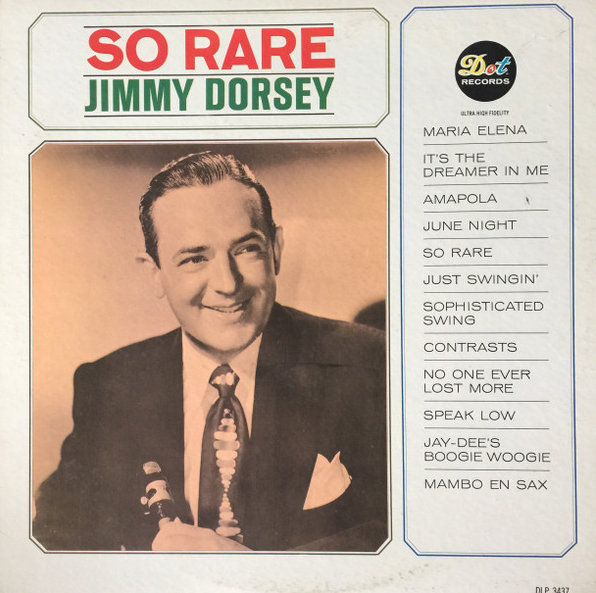 SO RARE
JIMMY DORSEY
Dot
RECORDS
ULTRA HIGH FIDELITY
MARIA ELENA
IT'S THE
DREAMER IN ME
AMAPOLA
JUNE NIGHT
SO RARE
JUST SWINGIN'
SOPHISTICATED
SWING
CONTRASTS
NO ONE EVER
LOST MORE
SPEAK LOW
JAY-DEE'S
BOOGIE WOOGIE
MAMBO EN SAX
DLP 3437